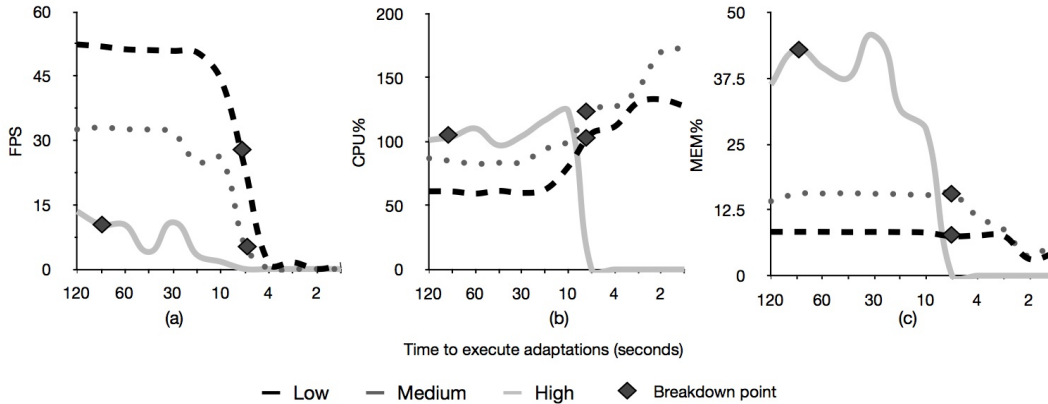 60
45
30
15
0
FPS
120 60 30 10 4 2
(a)
200
150
100
50
0
CPU%
120 60 30 10 4 2
(b)
50
37.5
25
12.5
0
MEM%
120 60 30 10 4 2
(c)
Time to execute adaptations (seconds)
Low Medium High Breakdown point